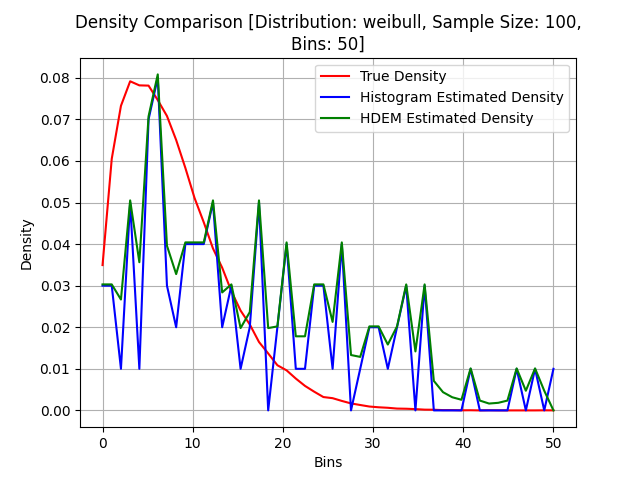 Density Comparison [Distribution: weibull, Sample Size: 100,
Bins: 50]
True Density
Histogram Estimated Density
HDEM Estimated Density
Density
0.08
0.07
0.06
0.05
0.04
0.03
0.02
0.01
0.00
0 10 20 30 40 50
Bins